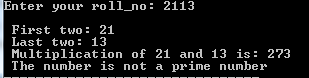 Enter your roll_no: 2113
First two: 21
Last two: 13
Multiplication of 21 and 13 is: 273
The number is not a prime number